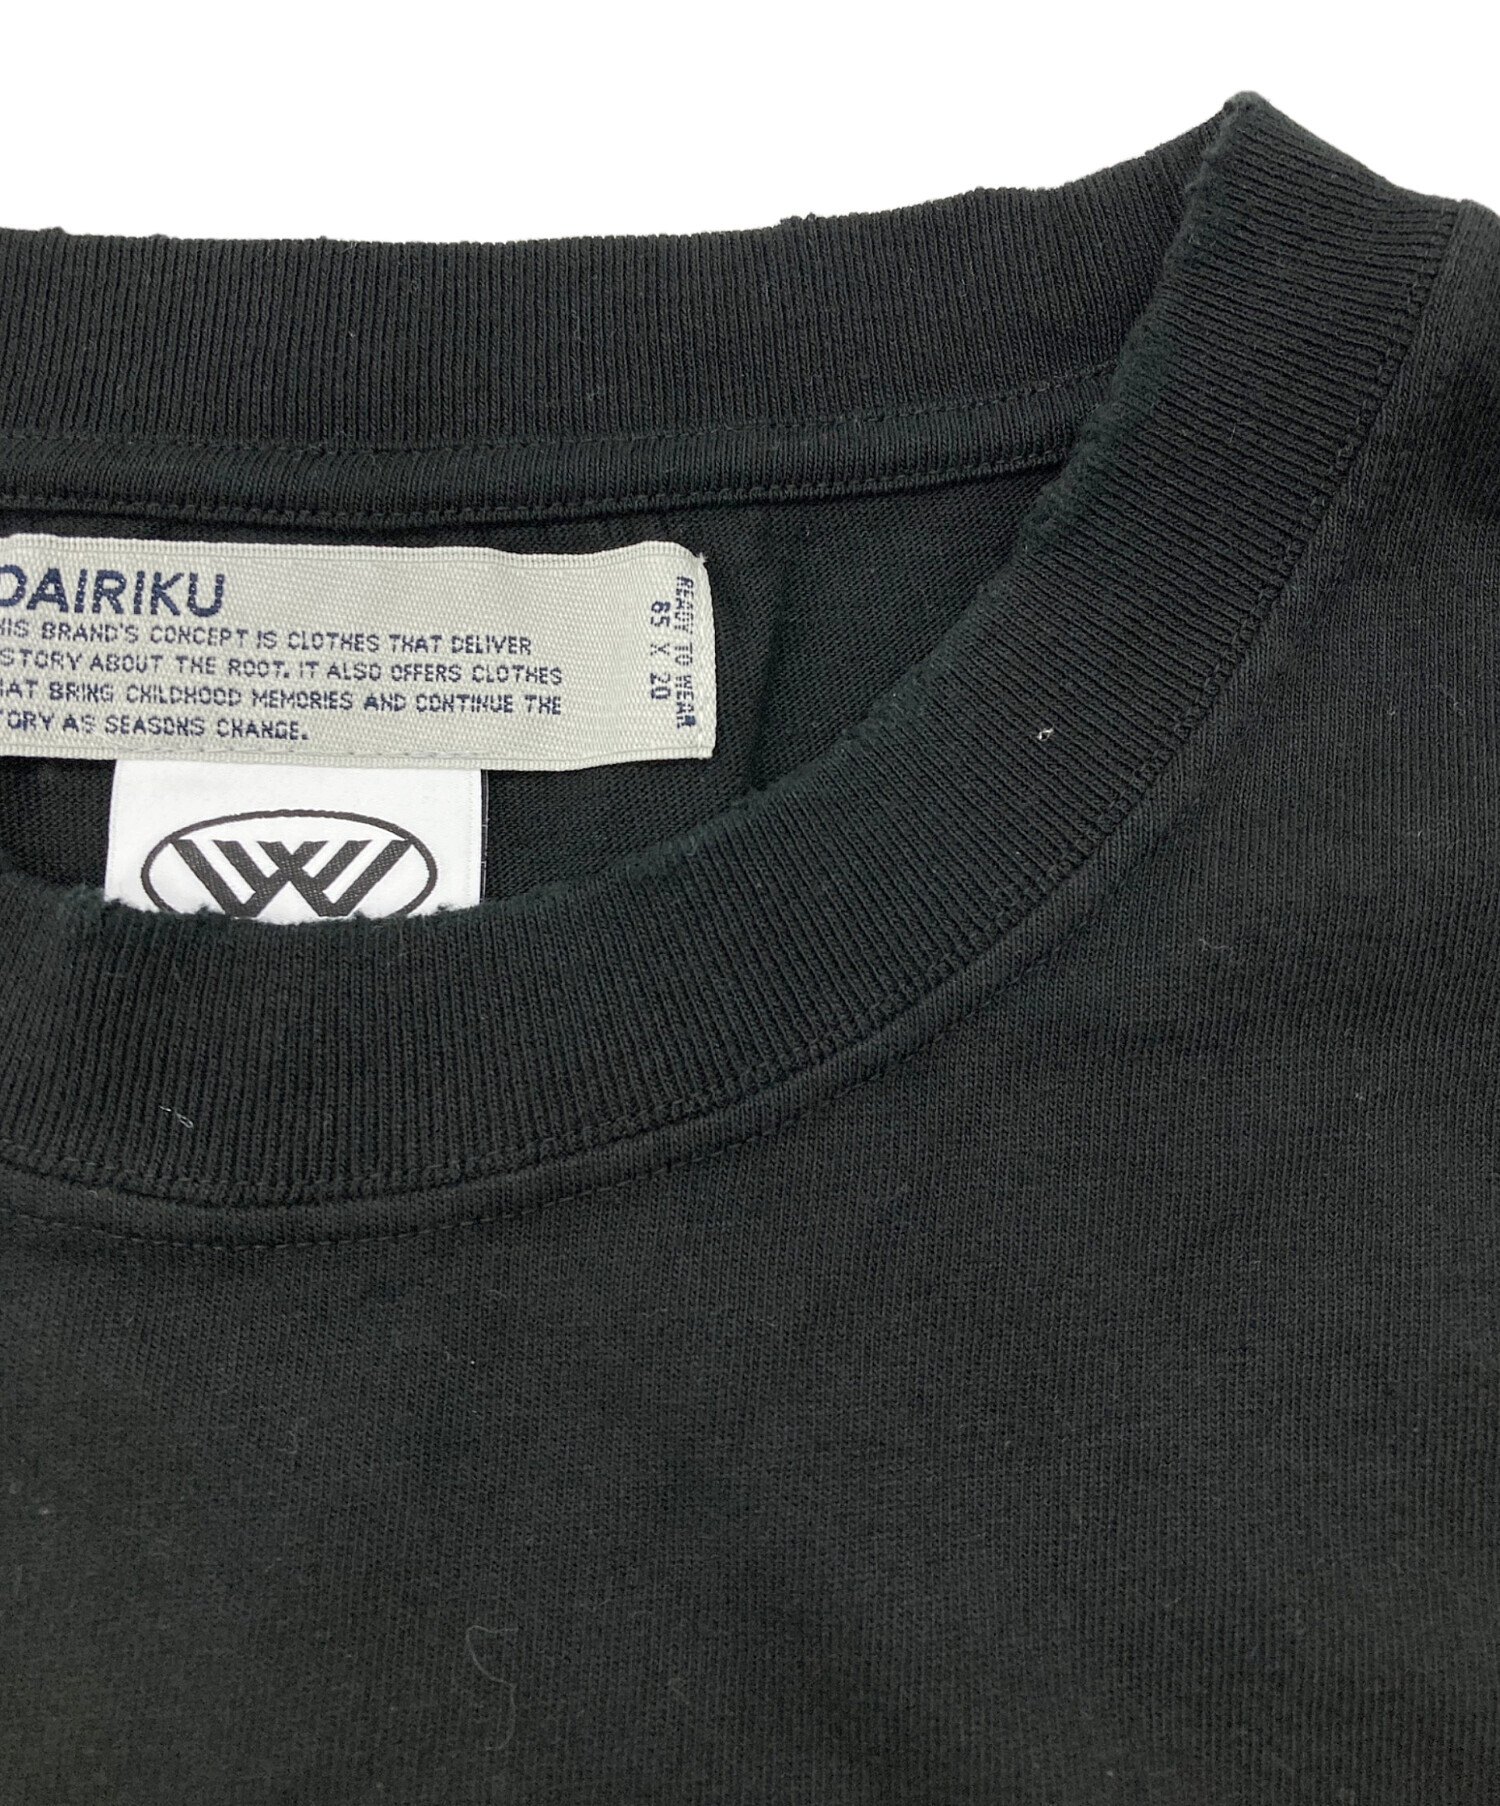 DAIRIKU
HIS BRAND'S CONCEPT IS CLOTHES THAT DELIVER
STORY ABOUT THE ROOT. IT ALSO OFFERS CLOTHES
HAT BRING CHILDHOOD MEMORIES AND CONTINUE THE
TORY AS SEASONS CHANGE.
READY TO WEAR
65 X 20
W